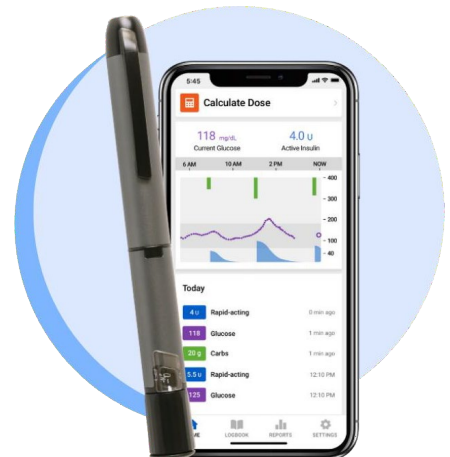 5:45
Calculate Dose
118 mg/dL 4.0 U
Current Glucose Active Insulin
6 AM 10 AM 2 PM NOW
400
300
200
100
40
Today
4 U Rapid-acting 0 min ago
118 Glucose 1 min ago
20 g Carbs 1 min ago
5.5 U Rapid-acting 12:10 PM
125 Glucose 12:10 PM
ME LOGBOOK REPORTS SETTINGS